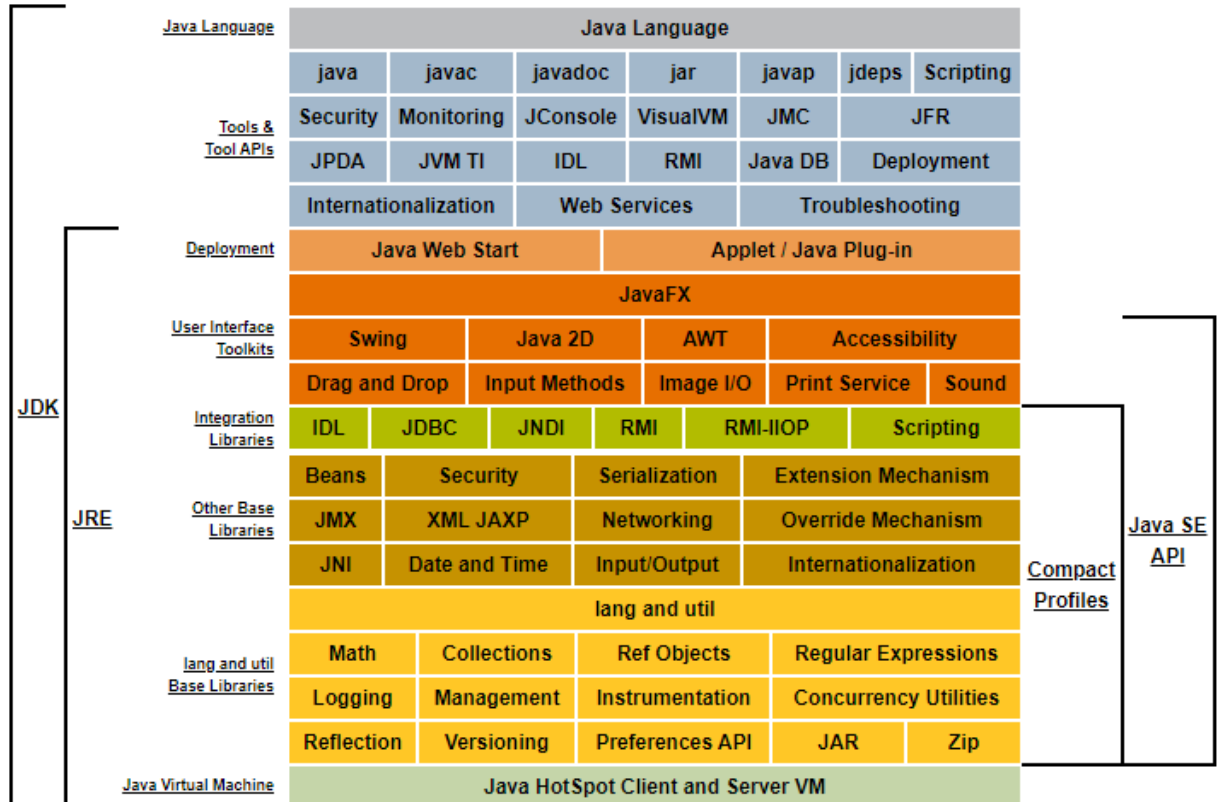 Java Language Java Language
java javac javadoc jar javap jdeps Scripting
Security Monitoring JConsole VisualVM JMC JFR
Tools &
Tool APIs
JPDA JVM TI IDL RMI Java DB Deployment
Internationalization Web Services Troubleshooting
Deployment Java Web Start Applet / Java Plug-in
JavaFX
User Interface
Toolkits
Swing Java 2D AWT Accessibility
Drag and Drop Input Methods Image I/O Print Service Sound
JDK
Integration
Libraries
IDL JDBC JNDI RMI RMI-IIOP Scripting
Beans Security Serialization Extension Mechanism
JRE
Other Base
Libraries
JMX XML JAXP Networking Override Mechanism
Java SE
API
JNI Date and Time Input/Output Internationalization
Compact
Profiles
lang and util
lang and util
Base Libraries
Math Collections Ref Objects Regular Expressions
Logging Management Instrumentation Concurrency Utilities
Reflection Versioning Preferences API JAR Zip
Java Virtual Machine Java HotSpot Client and Server VM